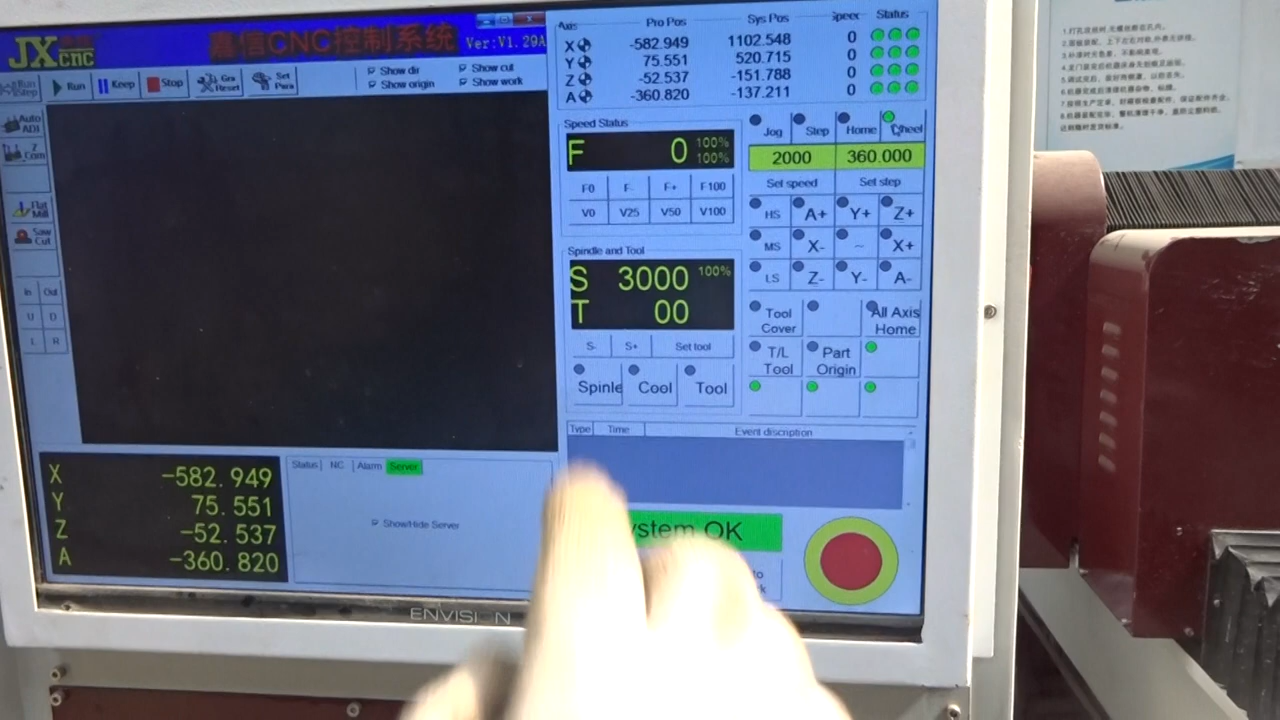 JX CNC
嘉信CNC控制系统
Ver:V1.29A
Run Step
Run
Keep
Stop
Gra Reset
Set Para
Show dir
Show cut
Show origin
Show work
Auto ADJ
Z Com
Flat Mill
Saw Cut
In Out
U D
L R
Axis Pro Pos Sys Pos Speed Status
X -582.949 1102.548 0
Y 75.551 520.715 0
Z -52.537 -151.788 0
A -360.820 -137.211 0
Speed Status
F 0 100%
100%
F0 F- F+ F100
V0 V25 V50 V100
Jog Step Home Wheel
2000 360.000
Set speed Set step
HS A+ Y+ Z+
MS X- ~ X+
LS Z- Y- A-
Spindle and Tool
S 3000 100%
T 00
S- S+ Set tool
Spinle Cool Tool
Tool Cover
All Axis Home
T/L Tool
Part Origin
Type Time Event discription
X -582.949
Y 75.551
Z -52.537
A -360.820
Status NC Alarm Server
Show/Hide Server
ystem OK
ENVISI N